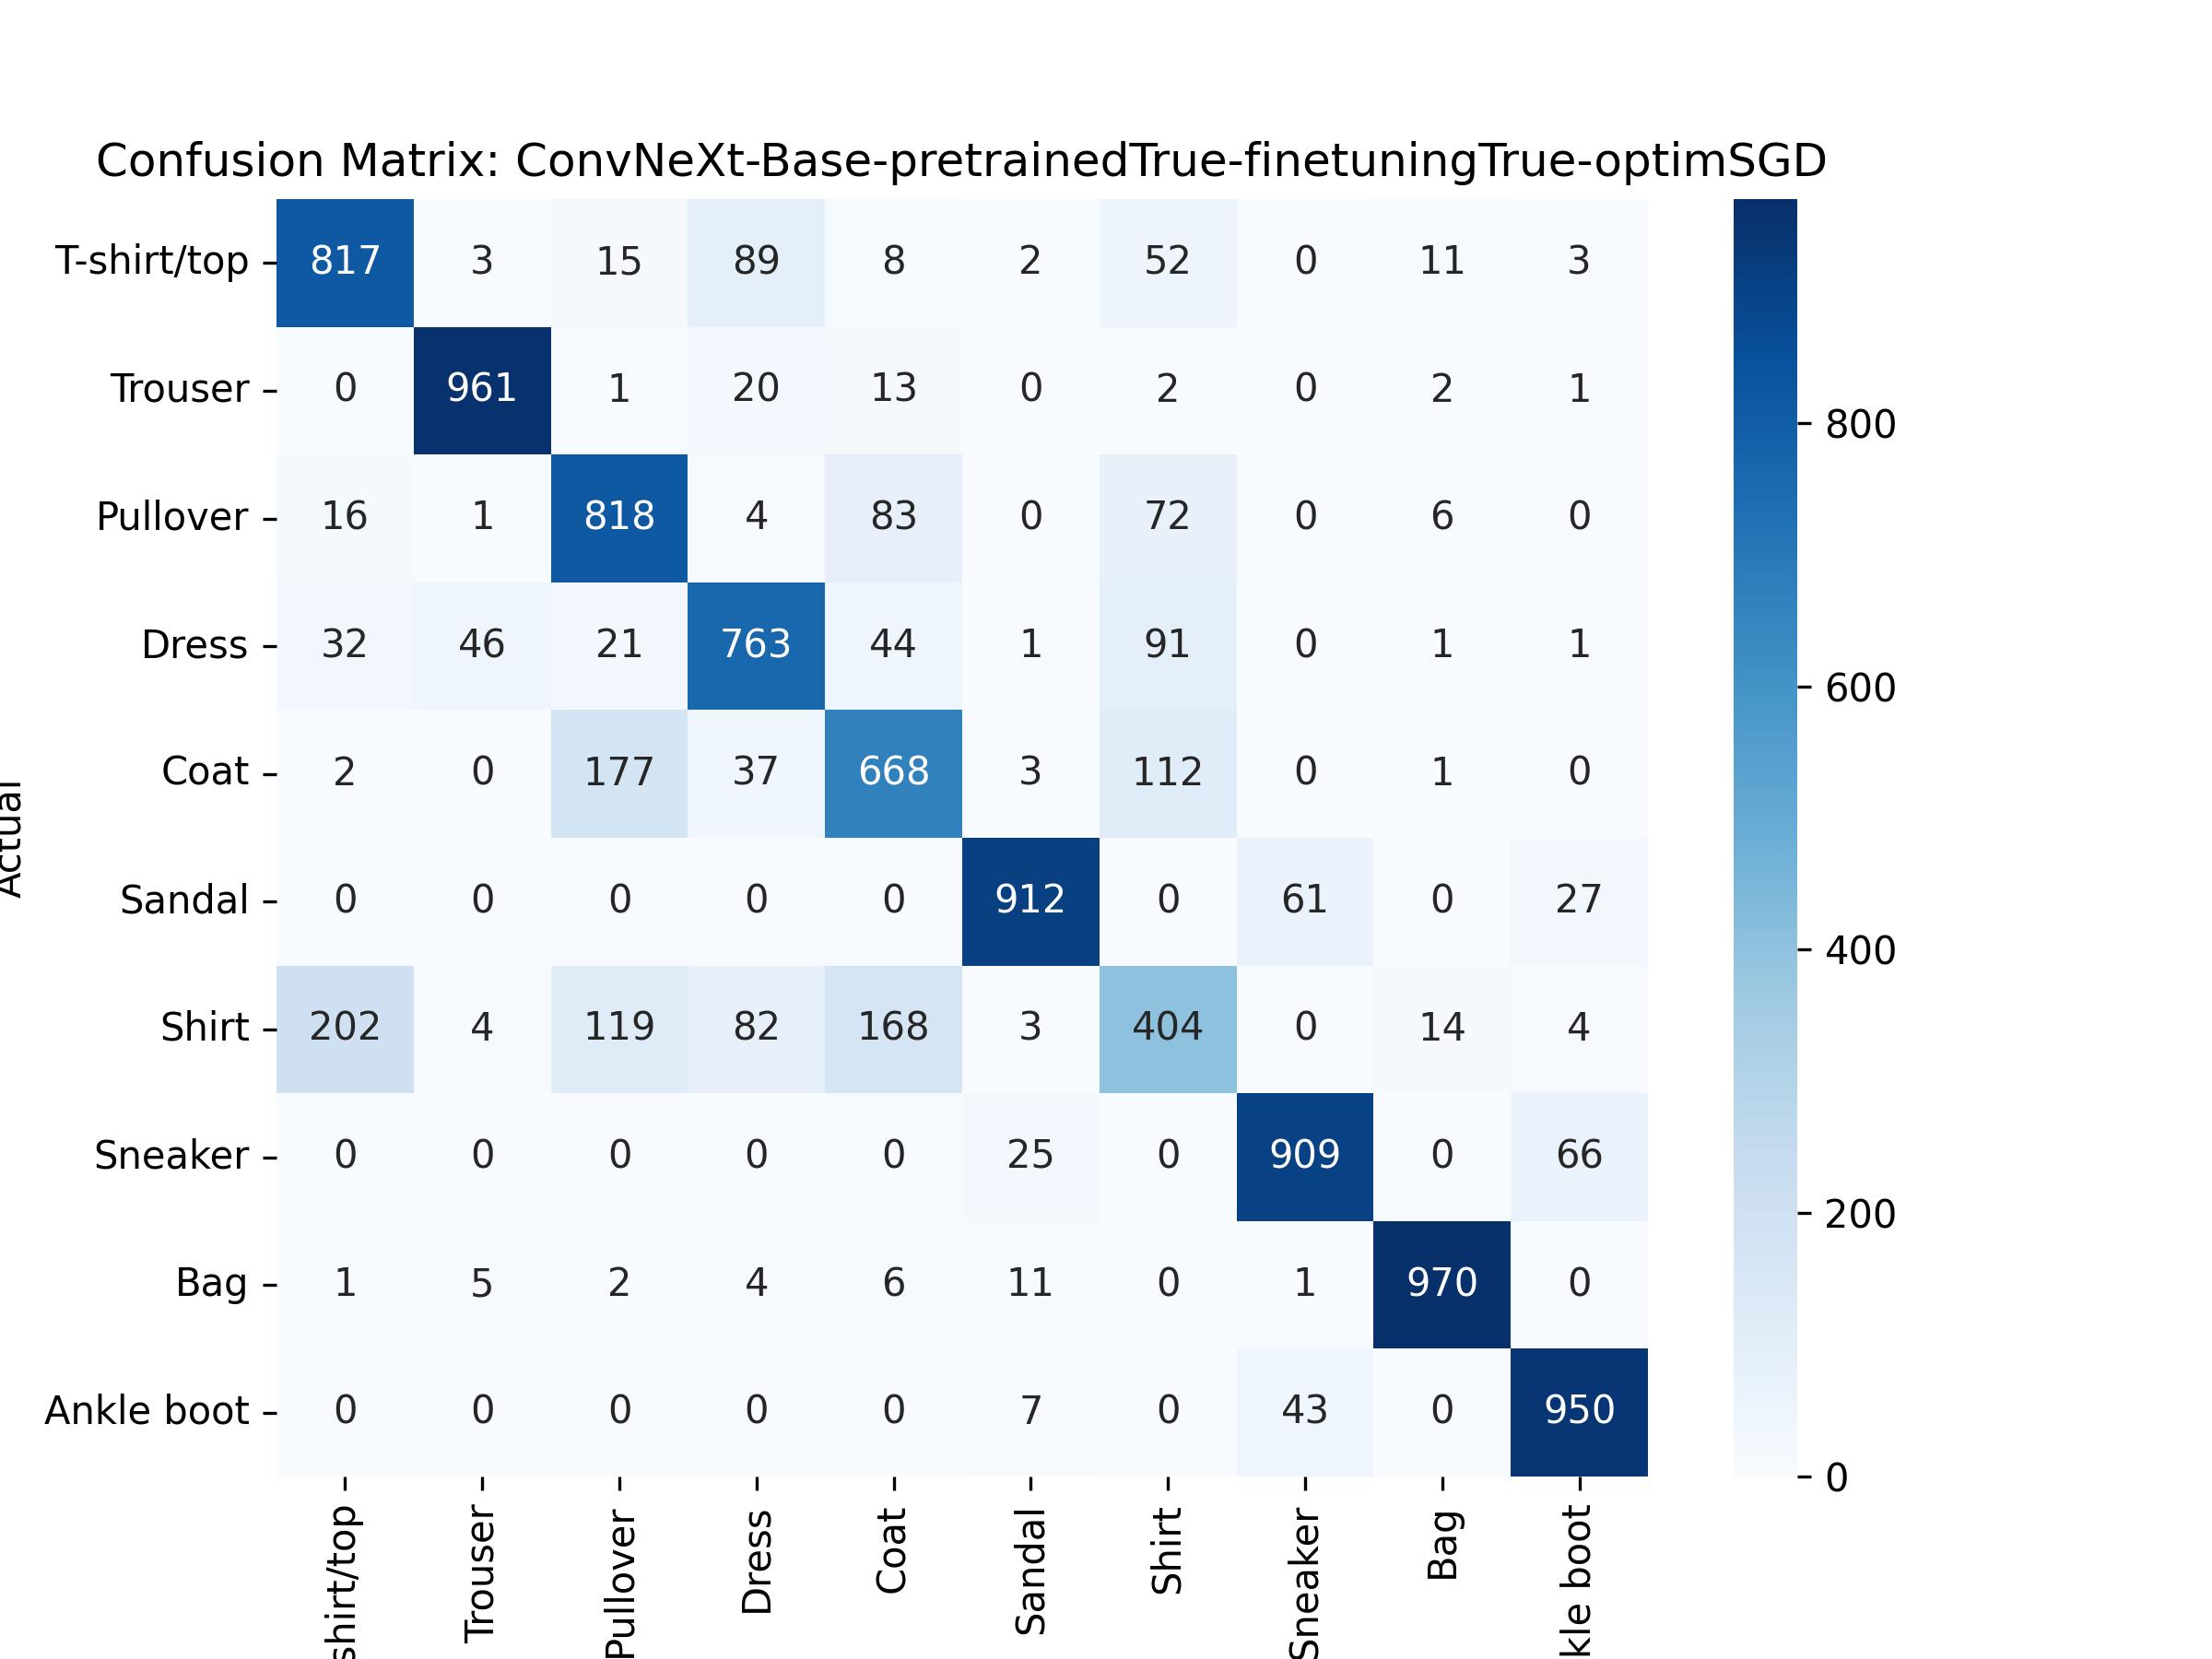 Confusion Matrix: ConvNeXt-Base-pretrainedTrue-finetuningTrue-optimSGD
T-shirt/top 817 3 15 89 8 2 52 0 11 3
Trouser 0 961 1 20 13 0 2 0 2 1
Pullover 16 1 818 4 83 0 72 0 6 0
Dress 32 46 21 763 44 1 91 0 1 1
Coat 2 0 177 37 668 3 112 0 1 0
Sandal 0 0 0 0 0 912 0 61 0 27
Shirt 202 4 119 82 168 3 404 0 14 4
Sneaker 0 0 0 0 0 25 0 909 0 66
Bag 1 5 2 4 6 11 0 1 970 0
Ankle boot 0 0 0 0 0 7 0 43 0 950
Actual
shirt/top Trouser Pullover Dress Coat Sandal Shirt Sneaker Bag kle boot
800
600
400
200
0